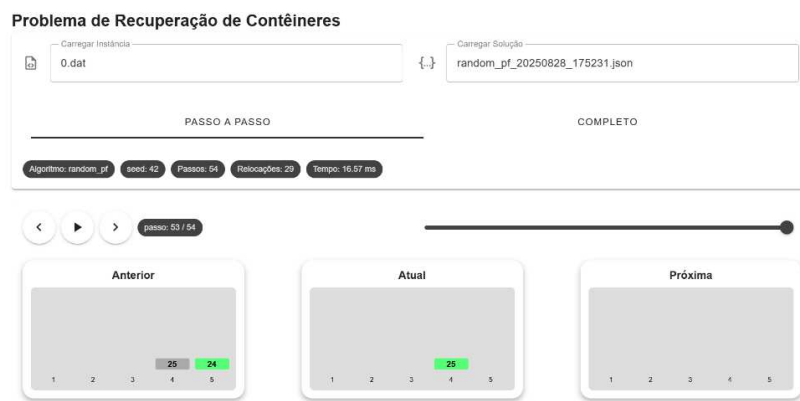 Problema de Recuperação de Contêineres
Carregar Instância
0.dat
Carregar Solução
{...} random_pf_20250828_175231.json
PASSO A PASSO
COMPLETO
Algoritmo: random_pf seed: 42 Passos: 54 Relocações: 29 Tempo: 16.57 ms
passo: 53 / 54
Anterior
25 24
1 2 3 4 5
Atual
25
1 2 3 4 5
Próxima
1 2 3 4 5